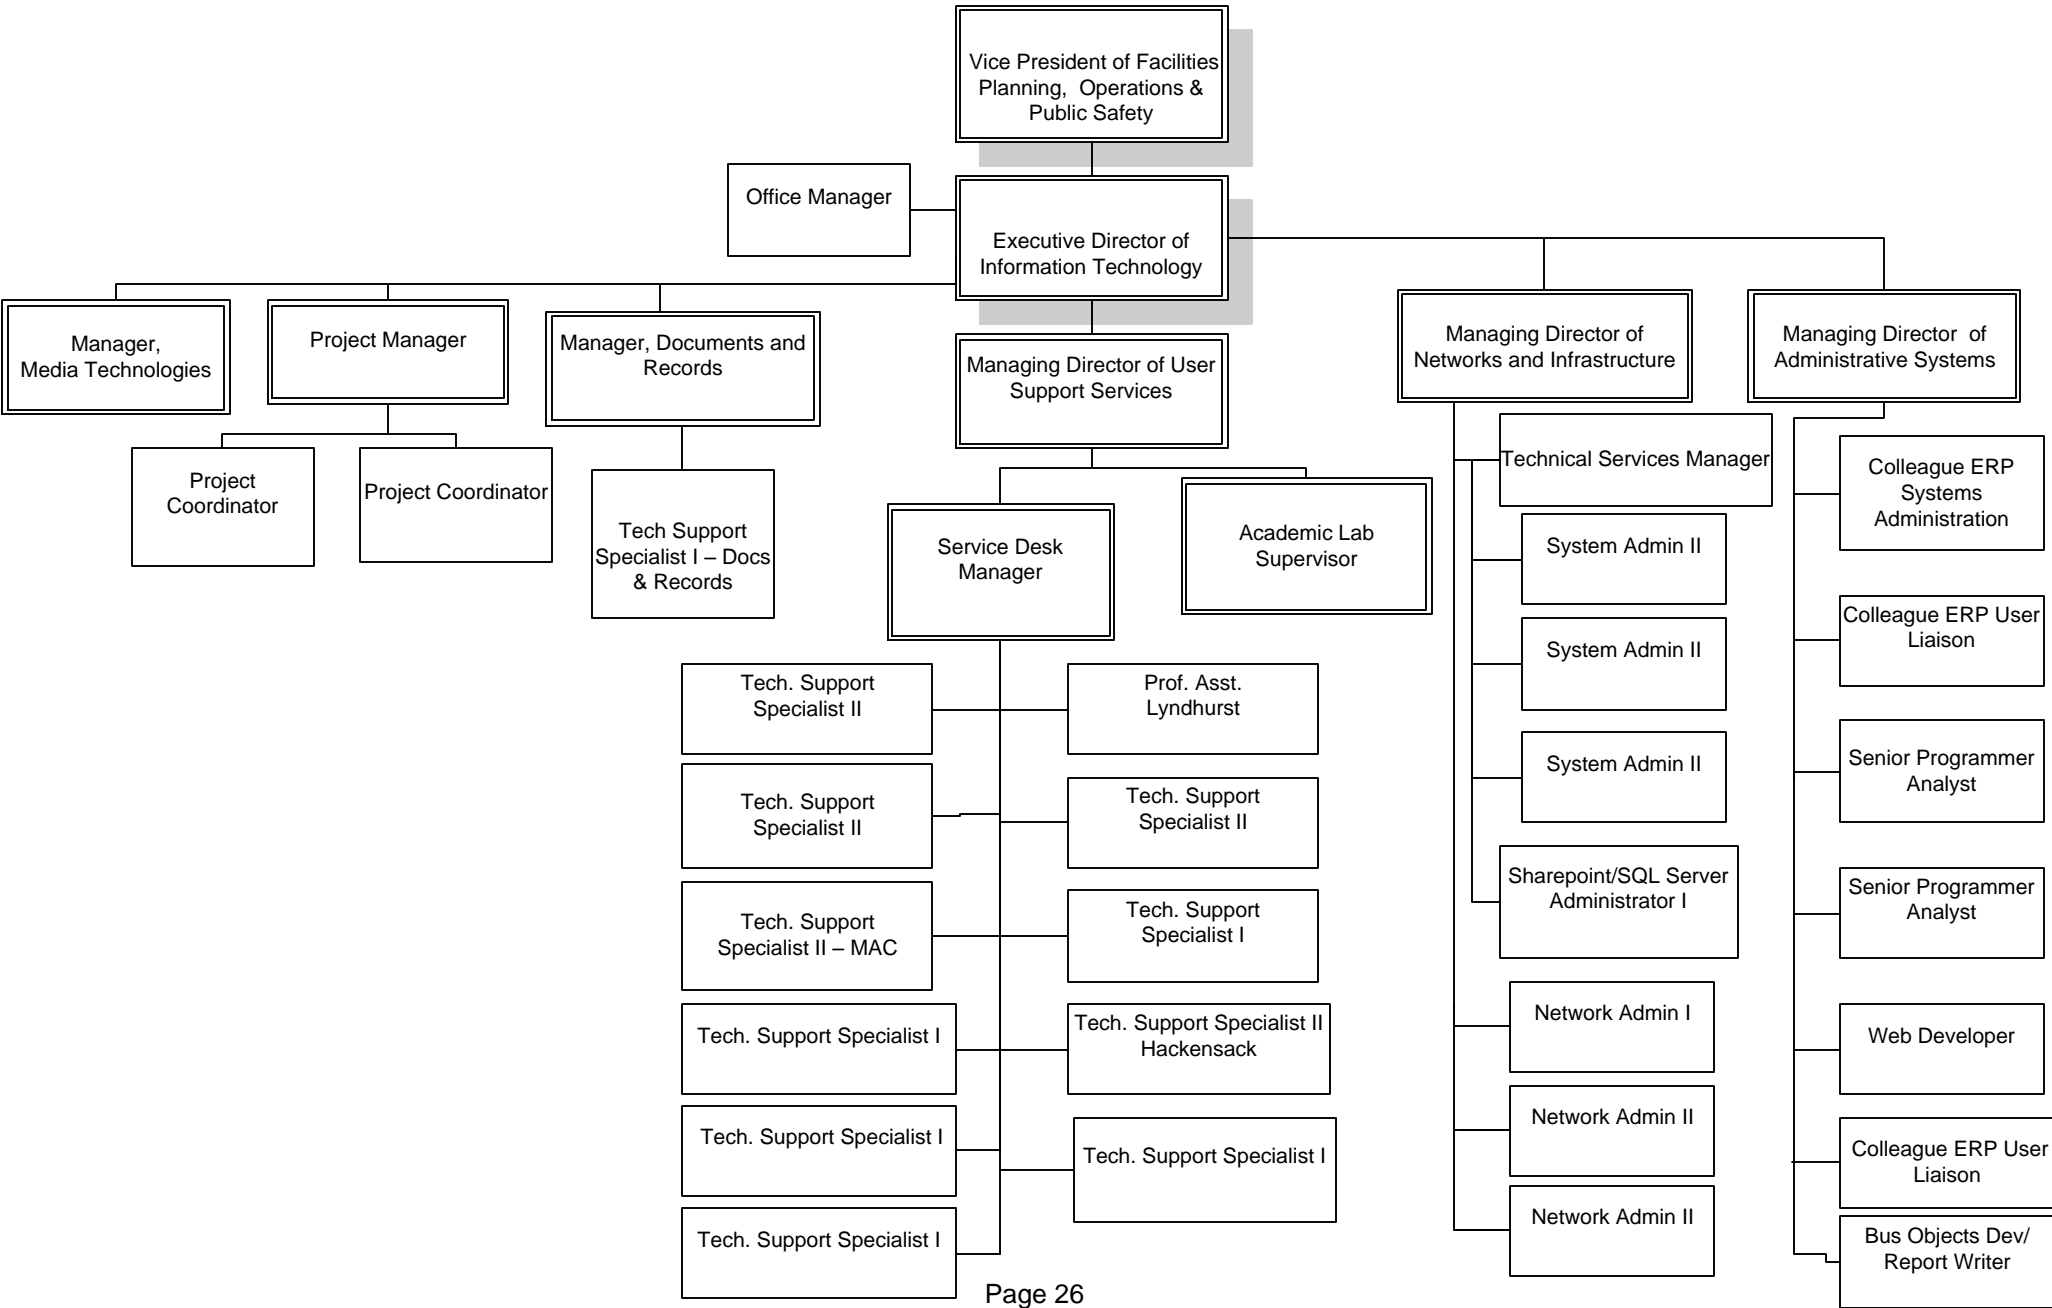 Vice President of Facilities
Planning, Operations &
Public Safety
Office Manager
Executive Director of
Information Technology
Manager,
Media Technologies
Project Manager
Manager, Documents and
Records
Managing Director of User
Support Services
Managing Director of
Networks and Infrastructure
Managing Director of
Administrative Systems
Project
Coordinator
Project Coordinator
Tech Support
Specialist I – Docs
& Records
Service Desk
Manager
Academic Lab
Supervisor
Tech. Support
Specialist II
Prof. Asst.
Lyndhurst
Tech. Support
Specialist II
Tech. Support
Specialist II
Tech. Support
Specialist II – MAC
Tech. Support
Specialist I
Tech. Support Specialist I
Tech. Support Specialist II
Hackensack
Tech. Support Specialist I
Tech. Support Specialist I
Tech. Support Specialist I
Technical Services Manager
System Admin II
System Admin II
System Admin II
Sharepoint/SQL Server
Administrator I
Network Admin I
Network Admin II
Network Admin II
Colleague ERP
Systems
Administration
Colleague ERP User
Liaison
Senior Programmer
Analyst
Senior Programmer
Analyst
Web Developer
Colleague ERP User
Liaison
Bus Objects Dev/
Report Writer
Page 26